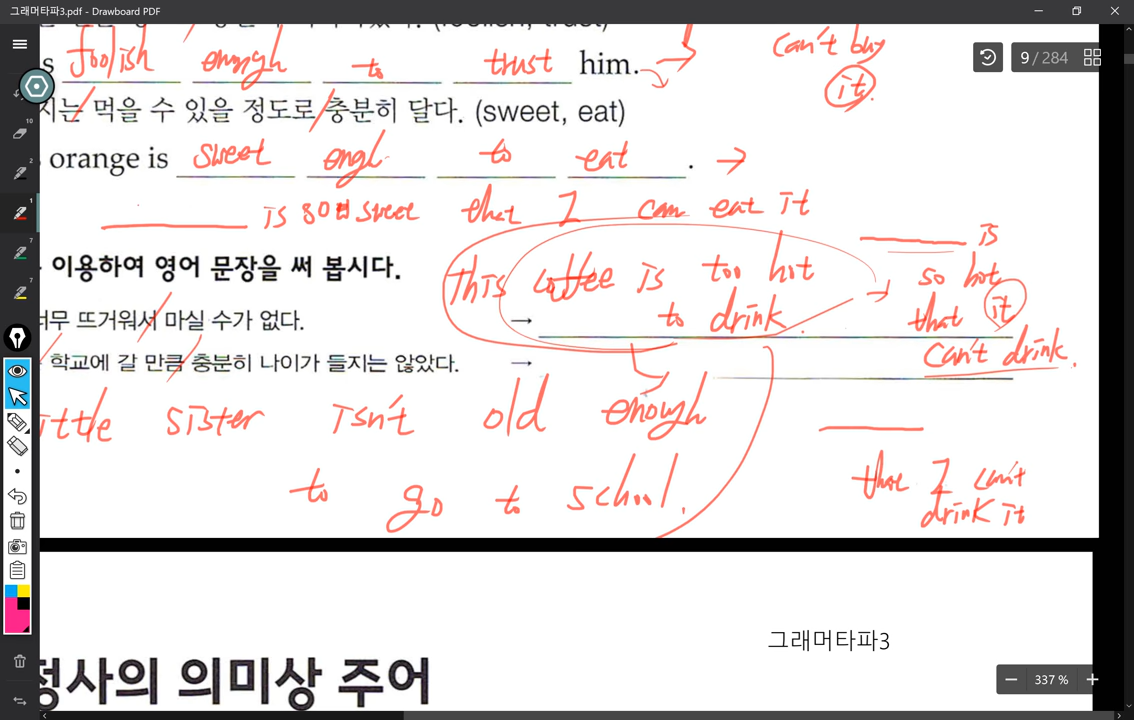 그래머타파3.pdf - Drawboard PDF
9 / 284
can't buy
it.
foolish enough to trust him. →
지는 먹을 수 있을 정도로 충분히 달다. (sweet, eat)
orange is sweet to eat . →
is so sweet that I can eat it
이용하여 영어 문장을 써 봅시다.
This coffee is too hot
to drink.
→ is
so hot
that it
can't drink.
너무 뜨거워서 마실 수가 없다. →
학교에 갈 만큼 충분히 나이가 들지는 않았다. →
sister isn't old enough
to go to school.
that I can't
drink it
그래머타파3
정사의 의미상 주어
337 %
10
2
1
7
7